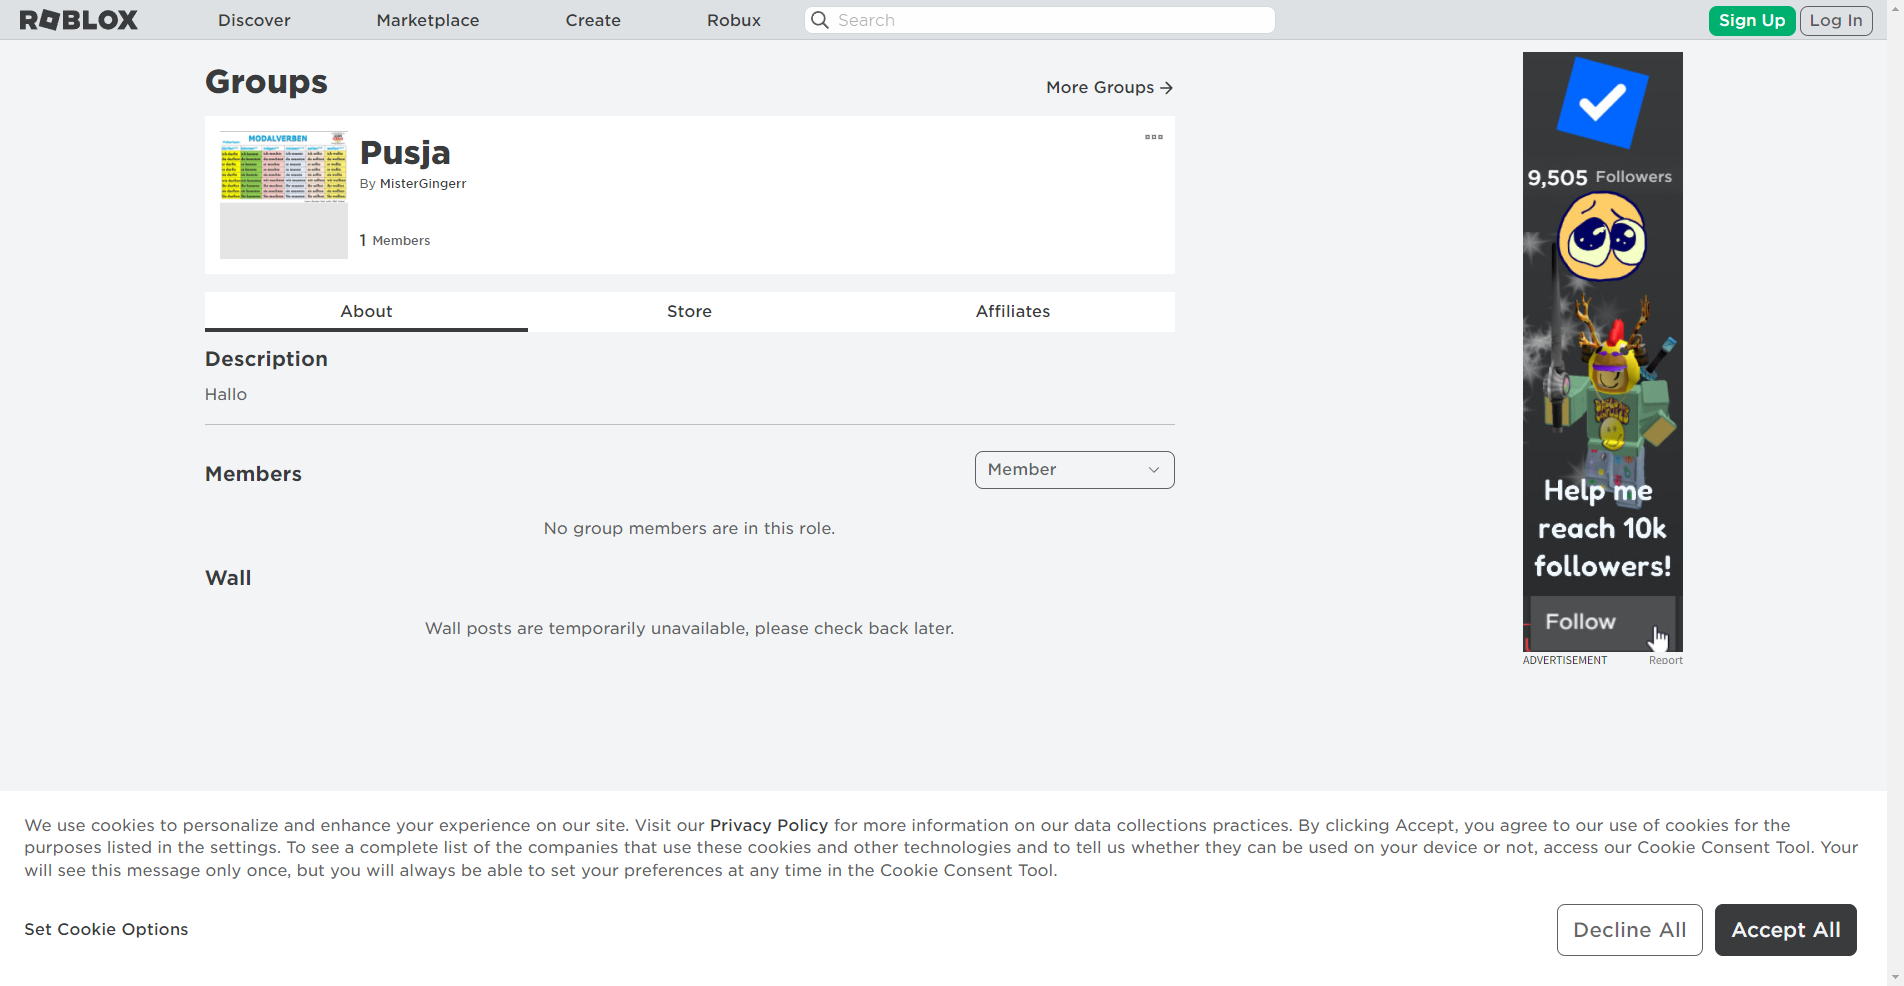 ROBLOX
Discover
Marketplace
Create
Robux
Search
Sign Up
Log In
Groups
More Groups
MODALVERBEN
Pusja
By MisterGingerr
1 Members
About
Store
Affiliates
Description
Hallo
Members
Member
No group members are in this role.
Wall
Wall posts are temporarily unavailable, please check back later.
9,505 Followers
Help me
reach 10k
followers!
Follow
ADVERTISEMENT
Report
We use cookies to personalize and enhance your experience on our site. Visit our Privacy Policy for more information on our data collections practices. By clicking Accept, you agree to our use of cookies for the
purposes listed in the settings. To see a complete list of the companies that use these cookies and other technologies and to tell us whether they can be used on your device or not, access our Cookie Consent Tool. Your
will see this message only once, but you will always be able to set your preferences at any time in the Cookie Consent Tool.
Set Cookie Options
Decline All
Accept All